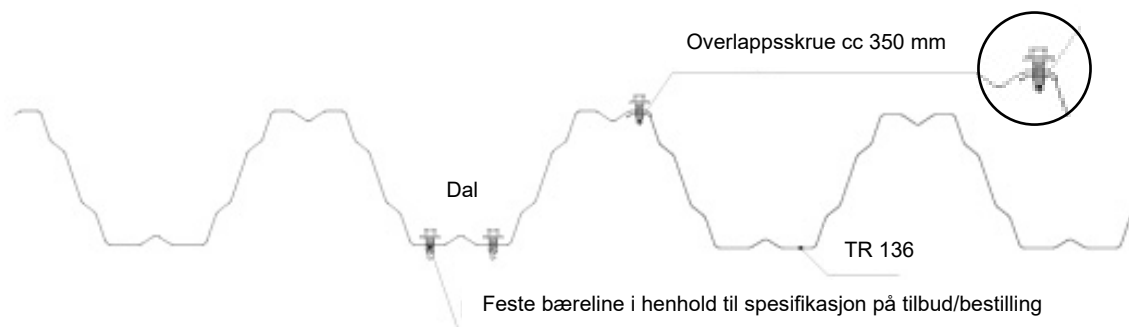 Overlappsskrue cc 350 mm
Dal
TR 136
Feste bæreline i henhold til spesifikasjon på tilbud/bestilling